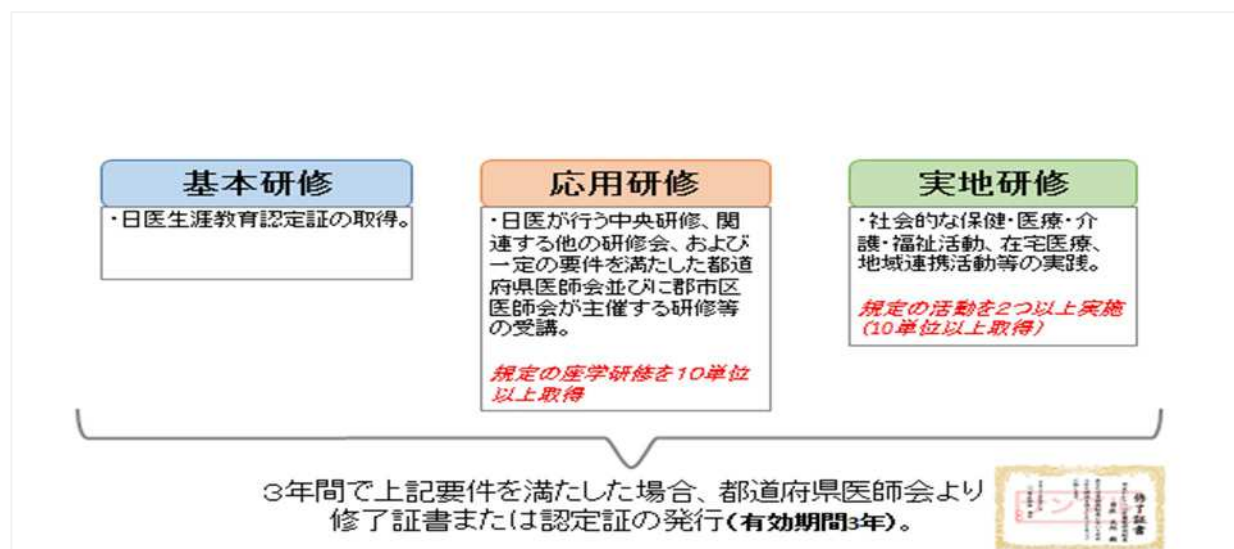 基本研修
・日医生涯教育認定証の取得。
応用研修
・日医が行う中央研修、関
連する他の研修会、および
一定の要件を満たした都道
府県医師会並びに郡市区
医師会が主催する研修等
の受講。
規定の座学研修を10単位
以上取得
実地研修
・社会的な保健・医療・介
護・福祉活動、在宅医療、
地域連携活動等の実践。
規定の活動を2つ以上実施
(10単位以上取得)
3年間で上記要件を満たした場合、都道府県医師会より
修了証書または認定証の発行(有効期間3年)。
修了証書